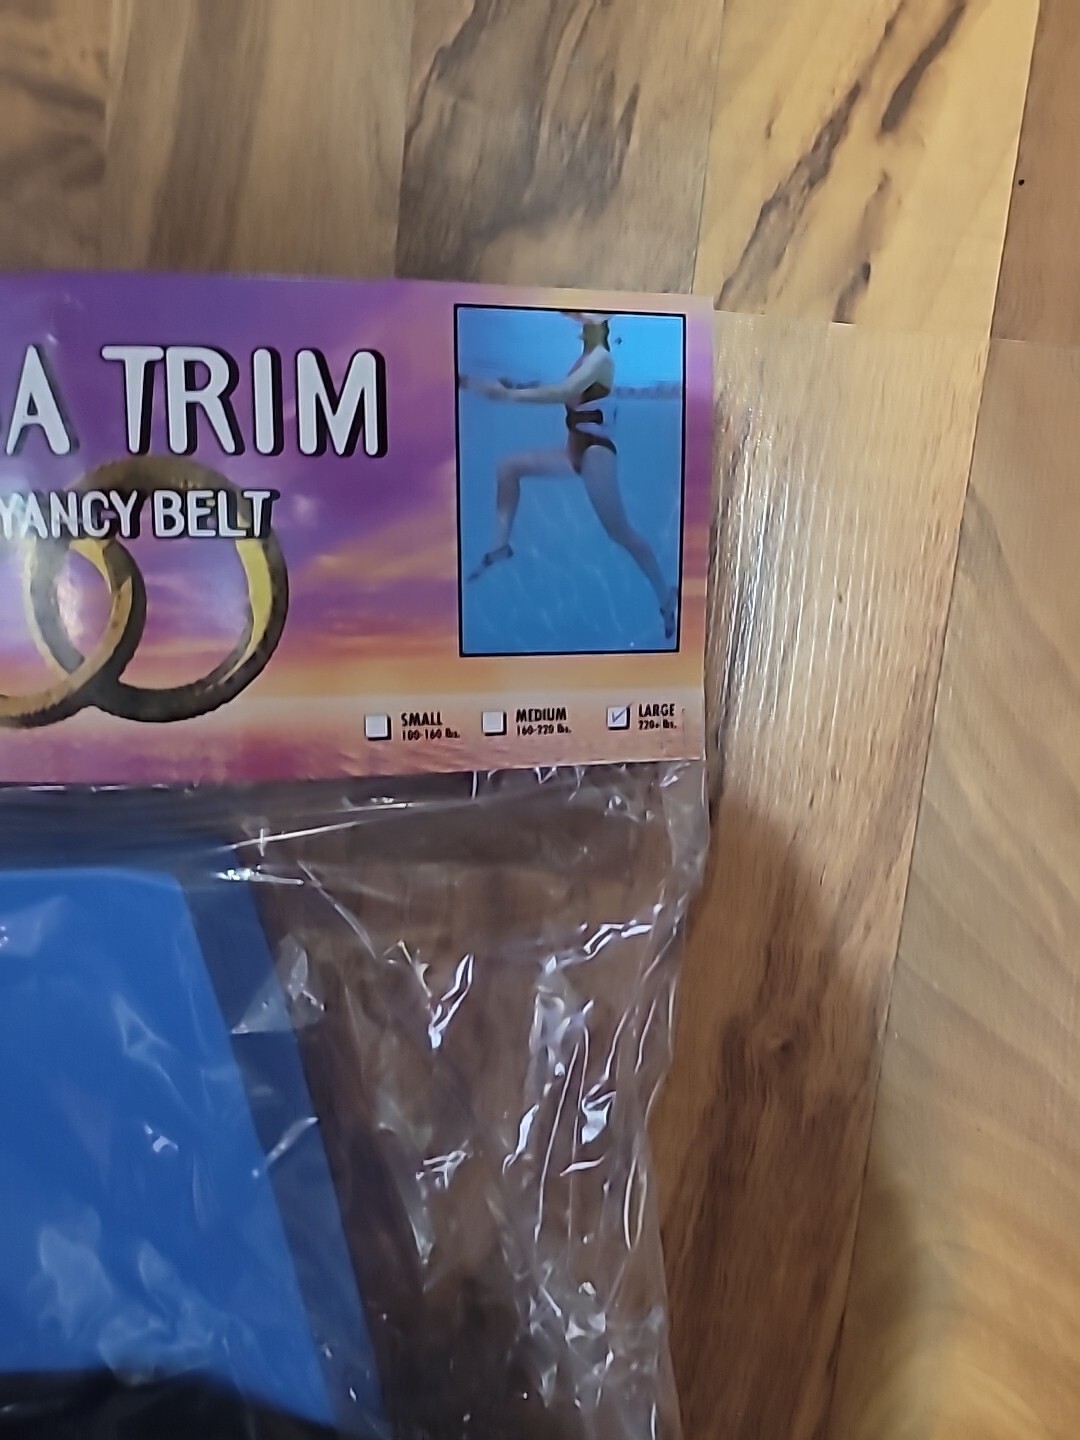 A TRIM
YANCY BELT
SMALL
100-160 lbs.
MEDIUM
160-220 lbs.
LARGE
220+ lbs.